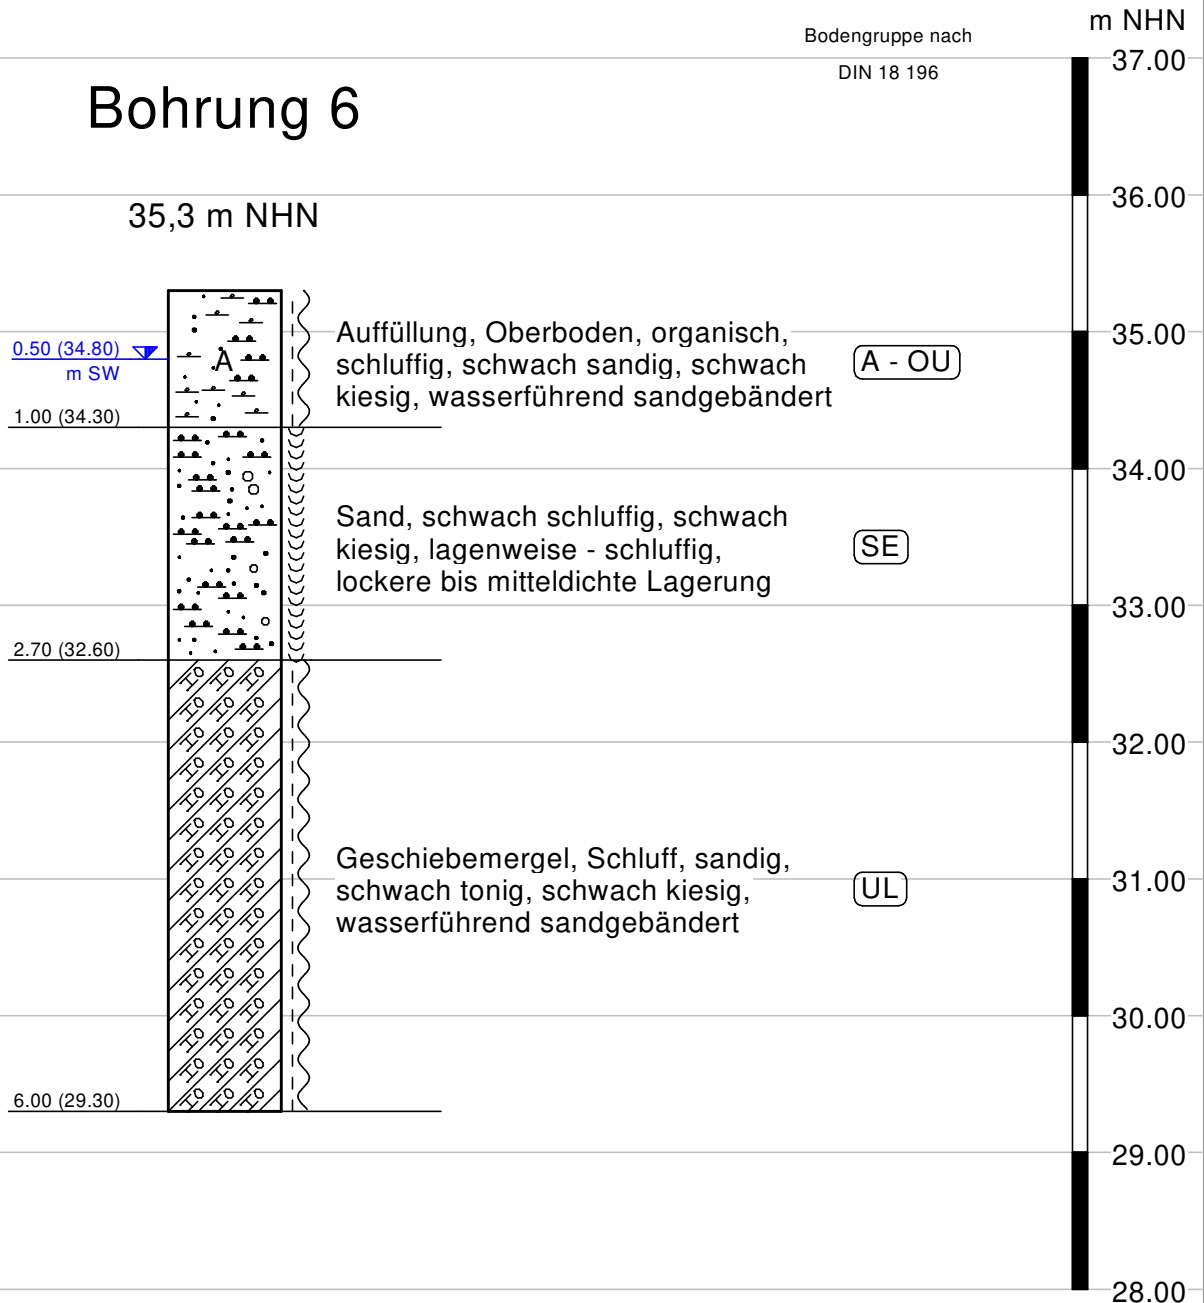 m NHN
Bodengruppe nach
DIN 18 196
37.00
Bohrung 6
36.00
35,3 m NHN
35.00
0.50 (34.80)
m SW
A
Auffüllung, Oberboden, organisch,
schluffig, schwach sandig, schwach
kiesig, wasserführend sandgebändert
A - OU
1.00 (34.30)
34.00
Sand, schwach schluffig, schwach
kiesig, lagenweise - schluffig,
lockere bis mitteldichte Lagerung
SE
33.00
2.70 (32.60)
32.00
Geschiebemergel, Schluff, sandig,
schwach tonig, schwach kiesig,
wasserführend sandgebändert
UL
31.00
30.00
6.00 (29.30)
29.00
28.00